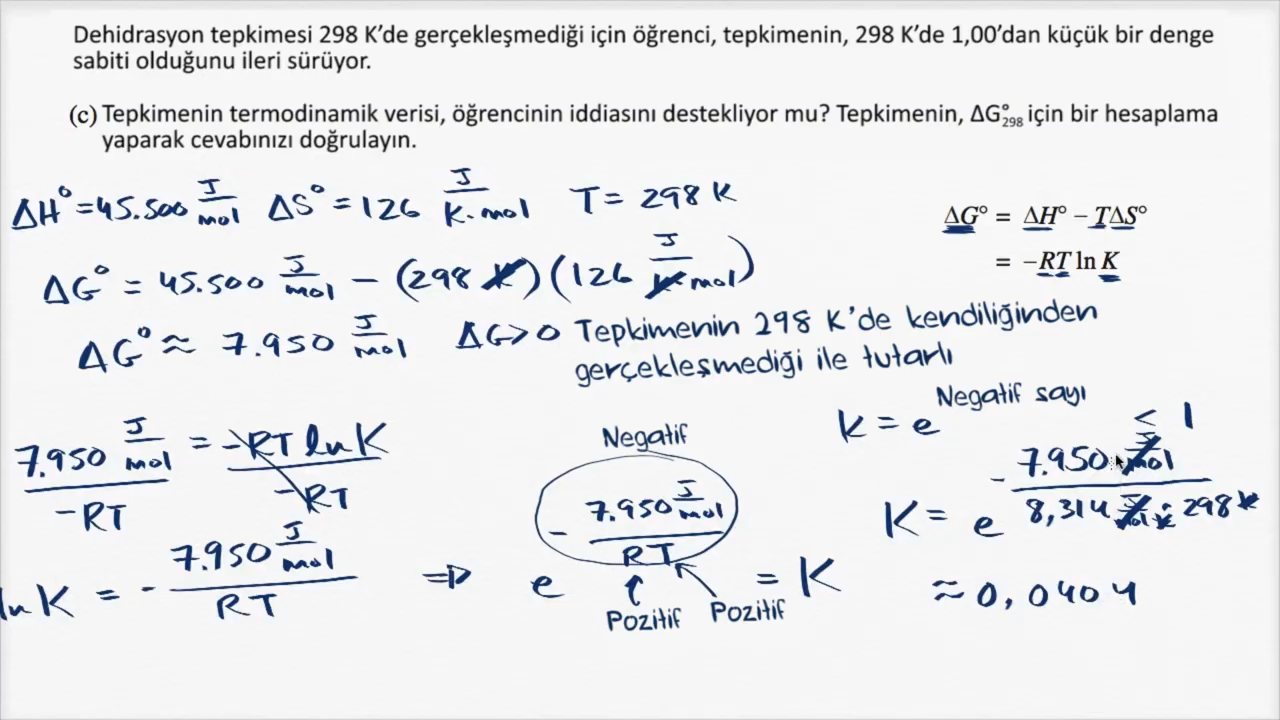 Dehidrasyon tepkimesi 298 K'de gerçekleşmediği için öğrenci, tepkimenin, 298 K'de 1,00'dan küçük bir denge
sabiti olduğunu ileri sürüyor.
(c) Tepkimenin termodinamik verisi, öğrencinin iddiasını destekliyor mu? Tepkimenin, ΔG°298 için bir hesaplama
yaparak cevabınızı doğrulayın.
ΔH° = 45.500 J/mol ΔS° = 126 J/K·mol T = 298 K
ΔG° = ΔH° − TΔS°
= −RT ln K
ΔG° = 45.500 J/mol − (298 K)(126 J/K mol)
ΔG° ≈ 7.950 J/mol ΔG>0 Tepkimenin 298 K'de kendiliğinden
gerçekleşmediği ile tutarlı
7.950 J/mol / −RT = −RT ln K / −RT
ln K = − 7.950 J/mol / RT
⇒ e^(− 7.950 J/mol / RT) = K
Negatif
Pozitif Pozitif
K = e^Negatif sayı < 1
K = e^(− 7.950 J/mol / 8,314 J/mol·K · 298 K)
≈ 0,0404